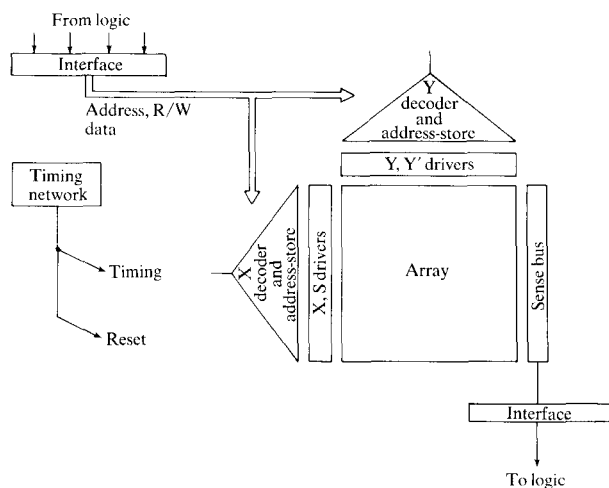 From logic
Interface
Address, R/W
data
Timing
network
Timing
Reset
Y
decoder
and
address-store
Y, Y′ drivers
X
decoder
and
address-store
X, S drivers
Array
Sense bus
Interface
To logic